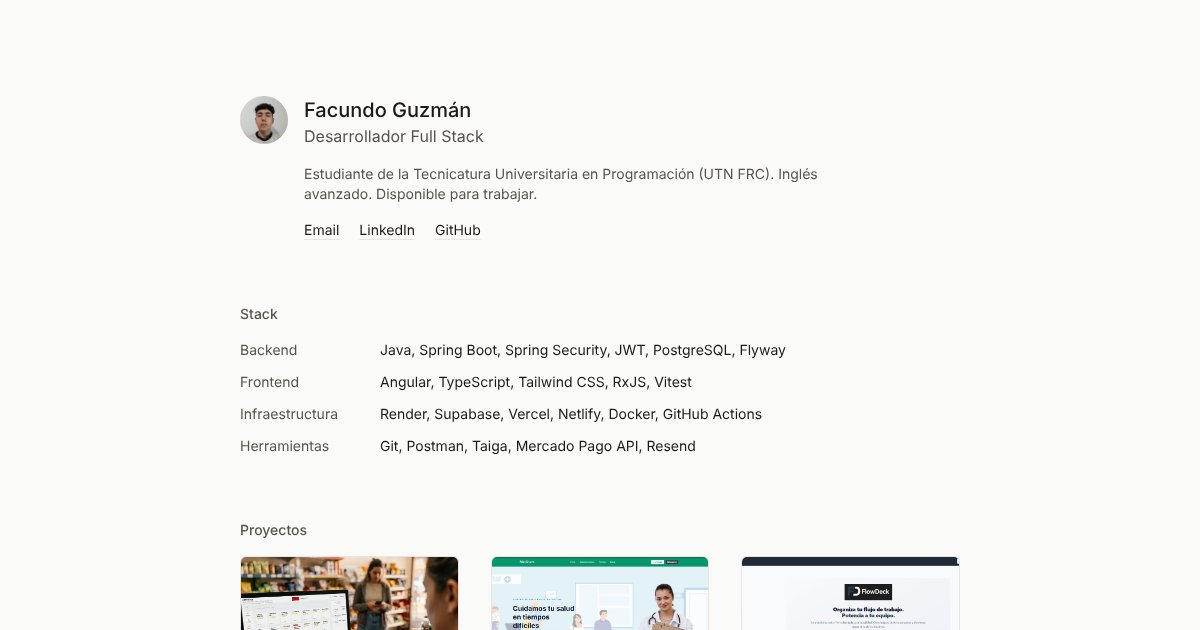 Facundo Guzmán
Desarrollador Full Stack
Estudiante de la Tecnicatura Universitaria en Programación (UTN FRC). Inglés
avanzado. Disponible para trabajar.
Email LinkedIn GitHub
Stack
Backend Java, Spring Boot, Spring Security, JWT, PostgreSQL, Flyway
Frontend Angular, TypeScript, Tailwind CSS, RxJS, Vitest
Infraestructura Render, Supabase, Vercel, Netlify, Docker, GitHub Actions
Herramientas Git, Postman, Taiga, Mercado Pago API, Resend
Proyectos
Cuidamos tu salud
en tiempos
difíciles
FlowDeck
Organiza tu flujo de trabajo.
Potencia a tu equipo.